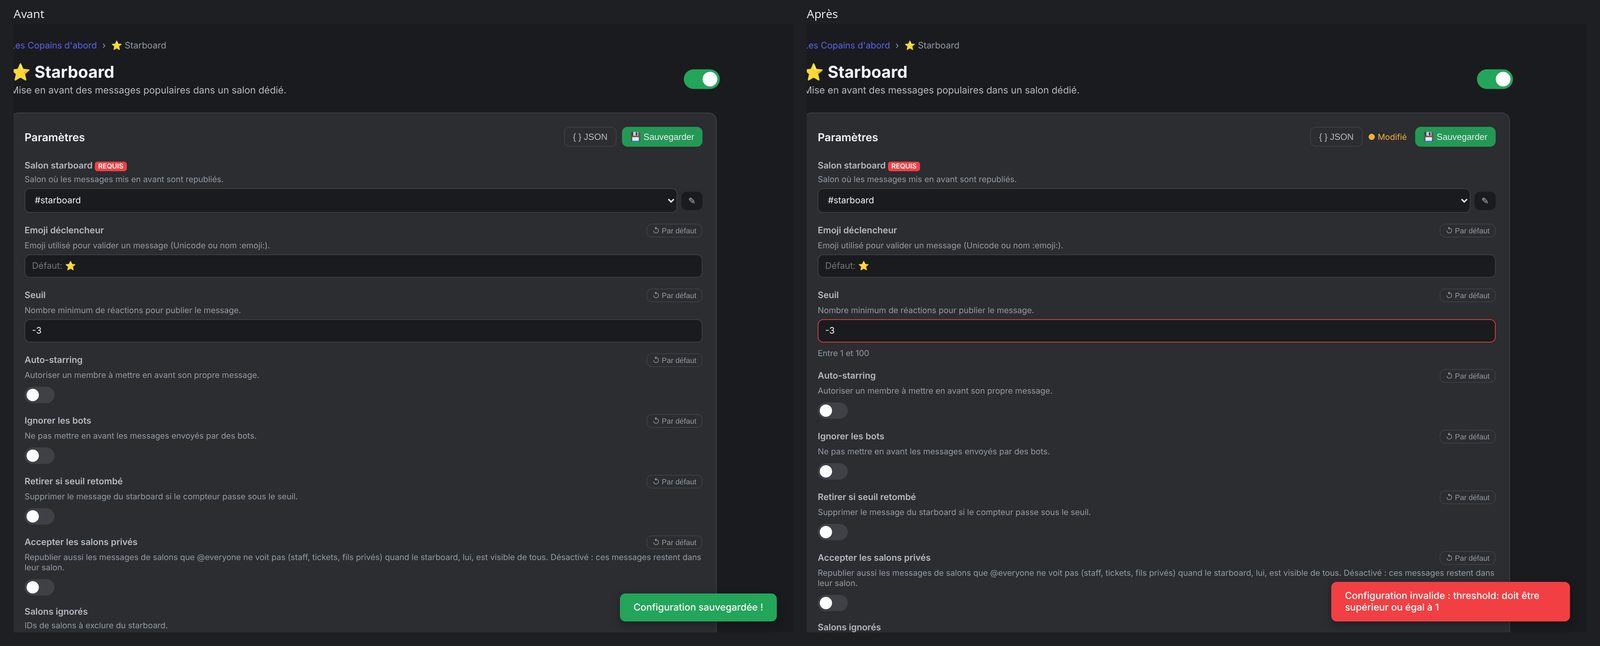 Avant
es Copains d'abord › ⭐ Starboard
⭐ Starboard
Mise en avant des messages populaires dans un salon dédié.
Paramètres
{ } JSON
💾 Sauvegarder
Salon starboard REQUIS
Salon où les messages mis en avant sont republiés.
#starboard
✎
Emoji déclencheur
↺ Par défaut
Emoji utilisé pour valider un message (Unicode ou nom :emoji:).
Défaut: ⭐
Seuil
↺ Par défaut
Nombre minimum de réactions pour publier le message.
-3
Auto-starring
↺ Par défaut
Autoriser un membre à mettre en avant son propre message.
Ignorer les bots
↺ Par défaut
Ne pas mettre en avant les messages envoyés par des bots.
Retirer si seuil retombé
↺ Par défaut
Supprimer le message du starboard si le compteur passe sous le seuil.
Accepter les salons privés
↺ Par défaut
Republier aussi les messages de salons que @everyone ne voit pas (staff, tickets, fils privés) quand le starboard, lui, est visible de tous. Désactivé : ces messages restent dans
leur salon.
Salons ignorés
IDs de salons à exclure du starboard.
Configuration sauvegardée !
Après
es Copains d'abord › ⭐ Starboard
⭐ Starboard
Mise en avant des messages populaires dans un salon dédié.
Paramètres
{ } JSON
● Modifié
💾 Sauvegarder
Salon starboard REQUIS
Salon où les messages mis en avant sont republiés.
#starboard
✎
Emoji déclencheur
↺ Par défaut
Emoji utilisé pour valider un message (Unicode ou nom :emoji:).
Défaut: ⭐
Seuil
↺ Par défaut
Nombre minimum de réactions pour publier le message.
-3
Entre 1 et 100
Auto-starring
↺ Par défaut
Autoriser un membre à mettre en avant son propre message.
Ignorer les bots
↺ Par défaut
Ne pas mettre en avant les messages envoyés par des bots.
Retirer si seuil retombé
↺ Par défaut
Supprimer le message du starboard si le compteur passe sous le seuil.
Accepter les salons privés
↺ Par défaut
Republier aussi les messages de salons que @everyone ne voit pas (staff, tickets, fils privés) quand le starboard, lui, est visible de tous. Désactivé : ces messages restent dans
leur salon.
Salons ignorés
Configuration invalide : threshold: doit être
supérieur ou égal à 1